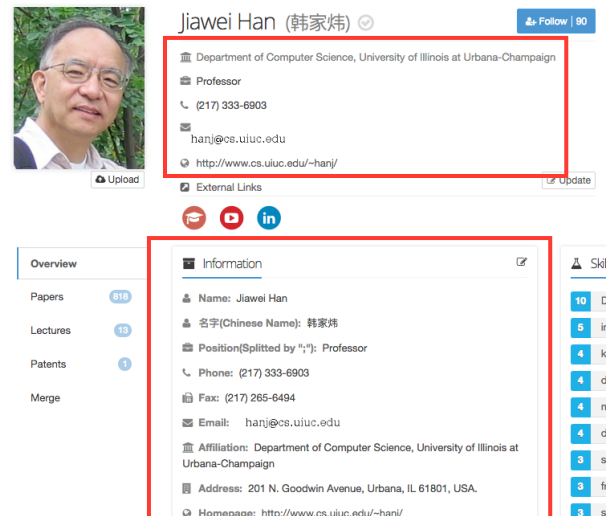 Jiawei Han (韩家炜)
Follow | 90
Department of Computer Science, University of Illinois at Urbana-Champaign
Professor
(217) 333-6903
hanj@cs.uiuc.edu
http://www.cs.uiuc.edu/~hanj/
Upload
External Links
Update
in
Overview
Papers 818
Lectures 13
Patents 1
Merge
Information
Name: Jiawei Han
名字(Chinese Name): 韩家炜
Position(Splitted by ";"): Professor
Phone: (217) 333-6903
Fax: (217) 265-6494
Email: hanj@cs.uiuc.edu
Affiliation: Department of Computer Science, University of Illinois at
Urbana-Champaign
Address: 201 N. Goodwin Avenue, Urbana, IL 61801, USA.
Homepage: http://www.cs.uiuc.edu/~hanj/
10
5
4
4
4
4
3
3
3